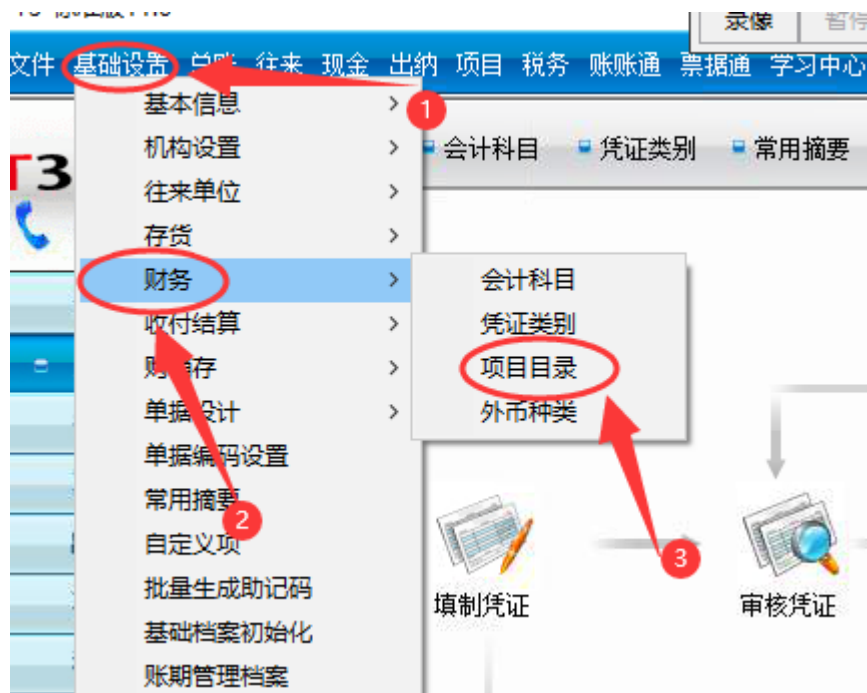 录像 暂停
文件 基础设置 总账 往来 现金 出纳 项目 税务 账账通 票据通 学习中心
基本信息
1
机构设置
会计科目 凭证类别 常用摘要
T3
往来单位
存货
财务
会计科目
收付结算
凭证类别
购销存
项目目录
单据设计
外币种类
单据编码设置
常用摘要
2
自定义项
3
批量生成助记码
填制凭证 审核凭证
基础档案初始化
账期管理档案